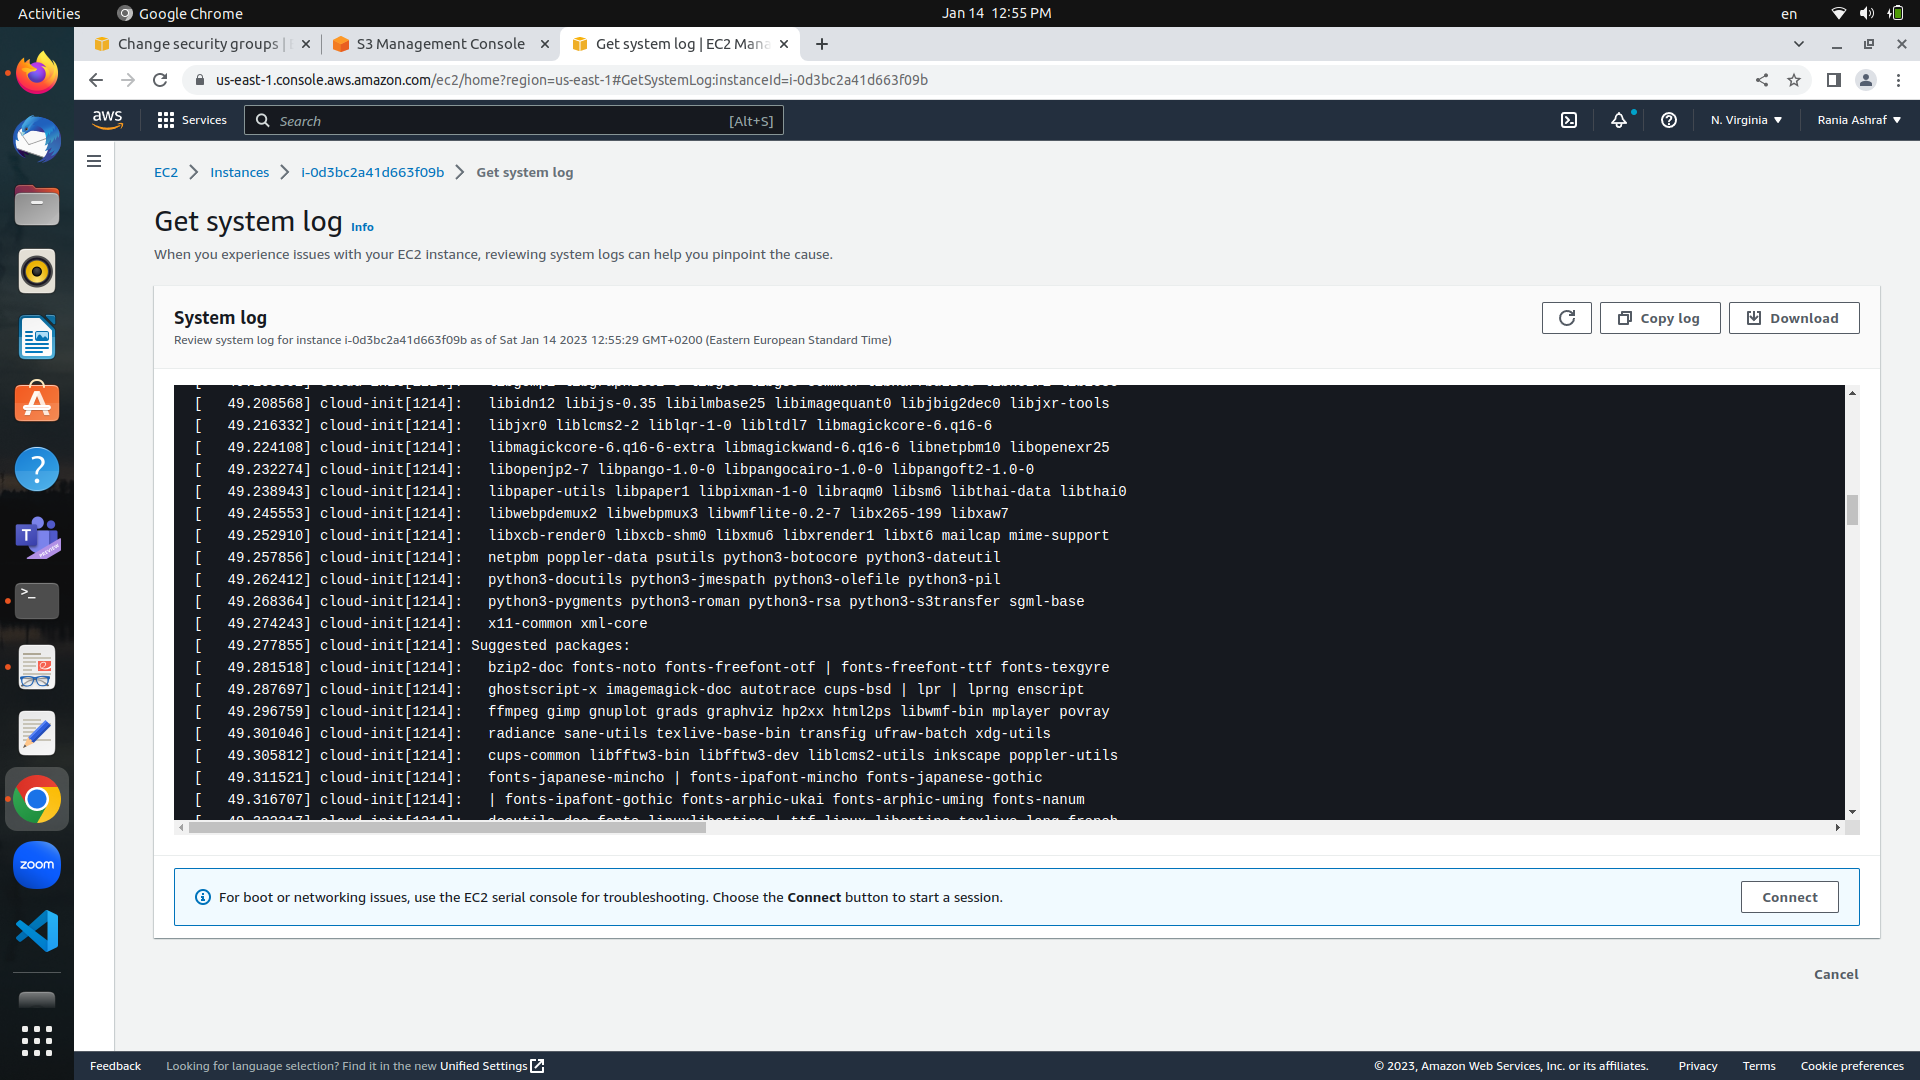 Activities
Google Chrome
Jan 14 12:55 PM
en
Change security groups |
S3 Management Console
Get system log | EC2 Mana
us-east-1.console.aws.amazon.com/ec2/home?region=us-east-1#GetSystemLog:instanceId=i-0d3bc2a41d663f09b
aws
Services
Search
[Alt+S]
N. Virginia
Rania Ashraf
EC2
Instances
i-0d3bc2a41d663f09b
Get system log
Get system log
Info
When you experience issues with your EC2 instance, reviewing system logs can help you pinpoint the cause.
System log
Review system log for instance i-0d3bc2a41d663f09b as of Sat Jan 14 2023 12:55:29 GMT+0200 (Eastern European Standard Time)
Copy log
Download
[   49.208568] cloud-init[1214]:   libidn12 libijs-0.35 libilmbase25 libimagequant0 libjbig2dec0 libjxr-tools
[   49.216332] cloud-init[1214]:   libjxr0 liblcms2-2 liblqr-1-0 libltdl7 libmagickcore-6.q16-6
[   49.224108] cloud-init[1214]:   libmagickcore-6.q16-6-extra libmagickwand-6.q16-6 libnetpbm10 libopenexr25
[   49.232274] cloud-init[1214]:   libopenjp2-7 libpango-1.0-0 libpangocairo-1.0-0 libpangoft2-1.0-0
[   49.238943] cloud-init[1214]:   libpaper-utils libpaper1 libpixman-1-0 libraqm0 libsm6 libthai-data libthai0
[   49.245553] cloud-init[1214]:   libwebpdemux2 libwebpmux3 libwmflite-0.2-7 libx265-199 libxaw7
[   49.252910] cloud-init[1214]:   libxcb-render0 libxcb-shm0 libxmu6 libxrender1 libxt6 mailcap mime-support
[   49.257856] cloud-init[1214]:   netpbm poppler-data psutils python3-botocore python3-dateutil
[   49.262412] cloud-init[1214]:   python3-docutils python3-jmespath python3-olefile python3-pil
[   49.268364] cloud-init[1214]:   python3-pygments python3-roman python3-rsa python3-s3transfer sgml-base
[   49.274243] cloud-init[1214]:   x11-common xml-core
[   49.277855] cloud-init[1214]: Suggested packages:
[   49.281518] cloud-init[1214]:   bzip2-doc fonts-noto fonts-freefont-otf | fonts-freefont-ttf fonts-texgyre
[   49.287697] cloud-init[1214]:   ghostscript-x imagemagick-doc autotrace cups-bsd | lpr | lprng enscript
[   49.296759] cloud-init[1214]:   ffmpeg gimp gnuplot grads graphviz hp2xx html2ps libwmf-bin mplayer povray
[   49.301046] cloud-init[1214]:   radiance sane-utils texlive-base-bin transfig ufraw-batch xdg-utils
[   49.305812] cloud-init[1214]:   cups-common libfftw3-bin libfftw3-dev liblcms2-utils inkscape poppler-utils
[   49.311521] cloud-init[1214]:   fonts-japanese-mincho | fonts-ipafont-mincho fonts-japanese-gothic
[   49.316707] cloud-init[1214]:   | fonts-ipafont-gothic fonts-arphic-ukai fonts-arphic-uming fonts-nanum
For boot or networking issues, use the EC2 serial console for troubleshooting. Choose the Connect button to start a session.
Connect
Cancel
zoom
Feedback
Looking for language selection? Find it in the new Unified Settings
© 2023, Amazon Web Services, Inc. or its affiliates.
Privacy
Terms
Cookie preferences